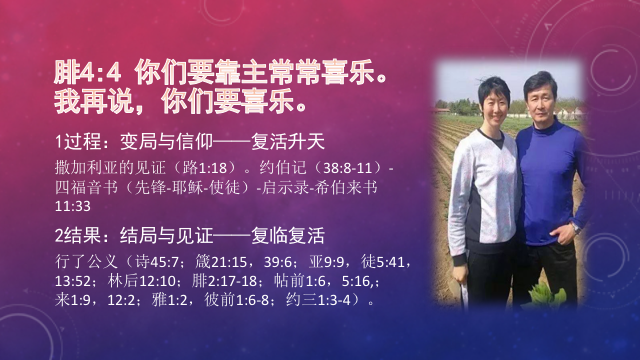 腓4:4 你们要靠主常常喜乐。
我再说，你们要喜乐。
1过程：变局与信仰——复活升天
撒加利亚的见证（路1:18）。约伯记（38:8-11）-
四福音书（先锋-耶稣-使徒）-启示录-希伯来书
11:33
2结果：结局与见证——复临复活
行了公义（诗45:7；箴21:15，39:6；亚9:9，徒5:41，
13:52；林后12:10；腓2:17-18；帖前1:6，5:16,；
来1:9，12:2；雅1:2，彼前1:6-8；约三1:3-4）。